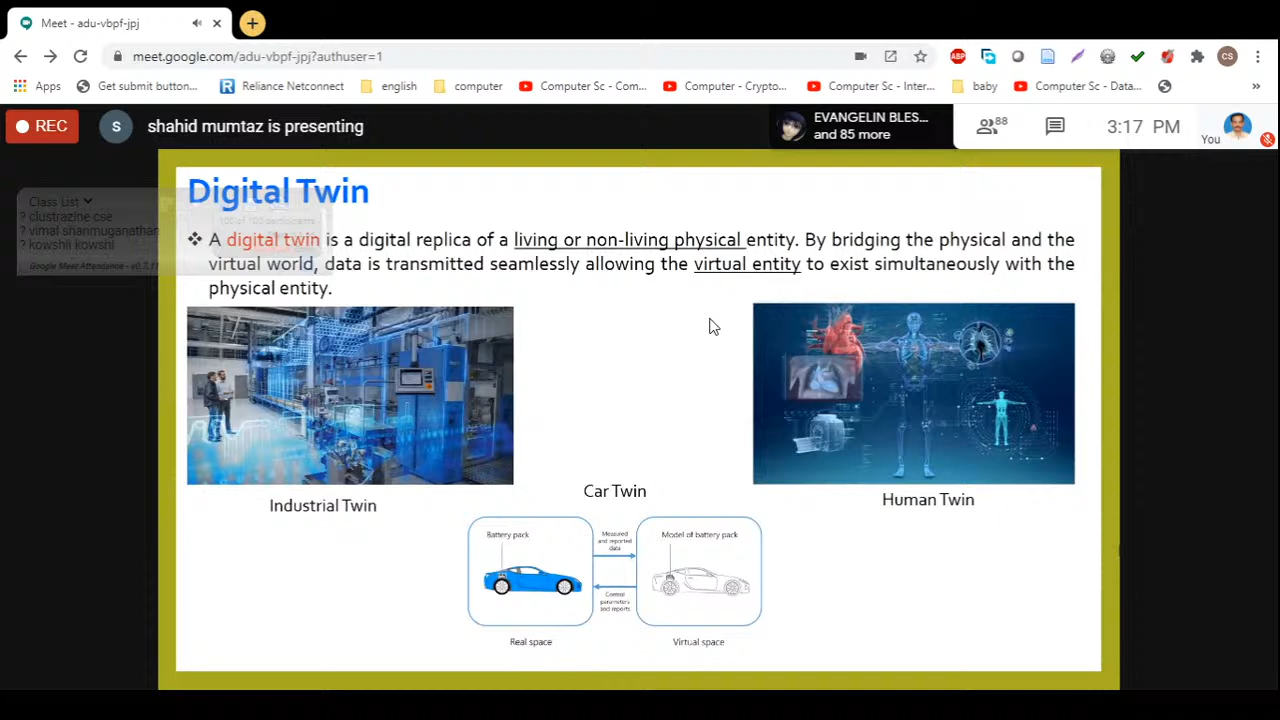 Meet - adu-vbpf-jpj
meet.google.com/adu-vbpf-jpj?authuser=1
ABP
CS
Apps
Get submit button...
Reliance Netconnect
english
computer
Computer Sc - Com...
Computer - Crypto...
Computer Sc - Inter...
baby
Computer Sc - Data...
»
REC
S
shahid mumtaz is presenting
EVANGELIN BLES...
and 85 more
88
3:17 PM
You
Class List
? clustrazine cse
? vimal shanmuganathan
? kowshii kowshi
Digital Twin
❖ A digital twin is a digital replica of a living or non-living physical entity. By bridging the physical and the
virtual world, data is transmitted seamlessly allowing the virtual entity to exist simultaneously with the
physical entity.
Industrial Twin
Car Twin
Human Twin
Battery pack
Measured
and reported
data
Model of battery pack
Control
parameters
and reports
Real space
Virtual space